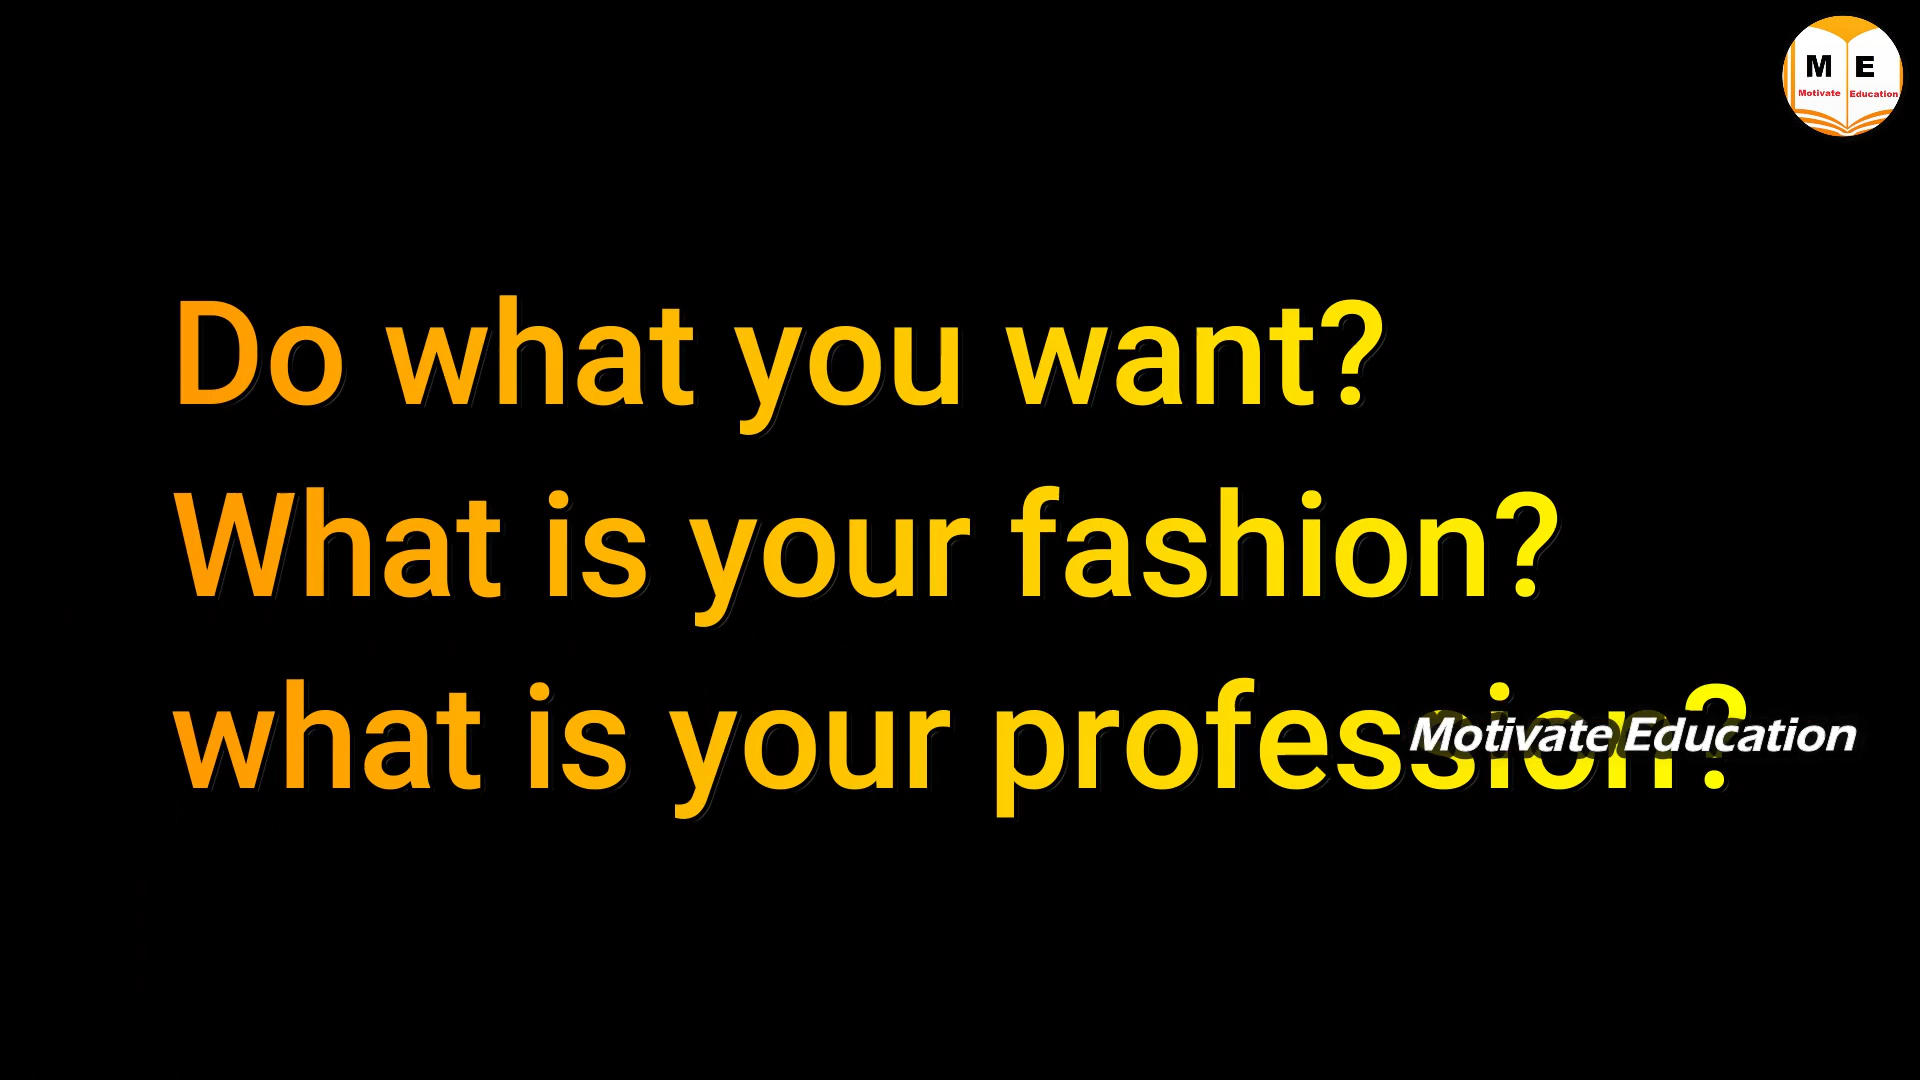 M E
Motivate Education
Do what you want?
What is your fashion?
what is your profession?
Motivate Education